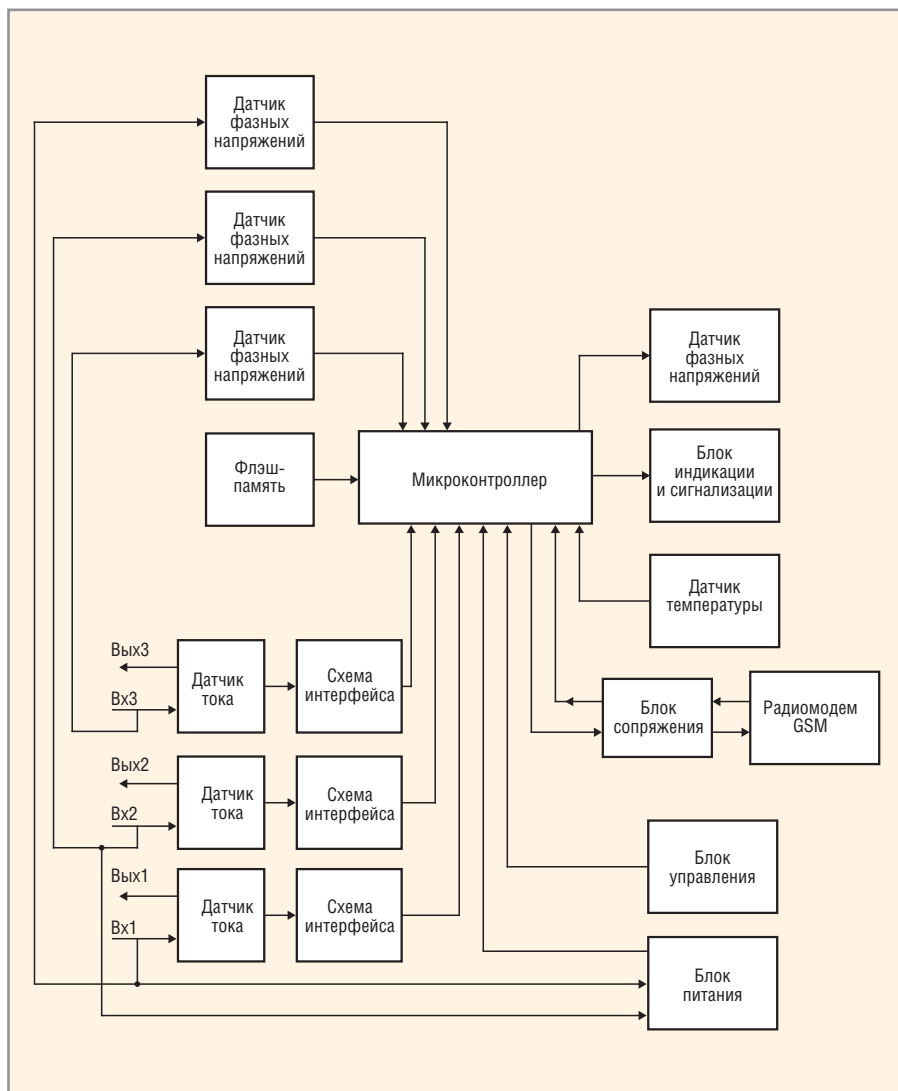 Датчик
фазных
напряжений
Датчик
фазных
напряжений
Датчик
фазных
напряжений
Датчик
фазных
напряжений
Флэш-
память
Микроконтроллер
Блок
индикации
и сигнализации
Датчик
температуры
Вых3
Вх3
Датчик
тока
Схема
интерфейса
Блок
сопряжения
Радиомодем
GSM
Вых2
Вх2
Датчик
тока
Схема
интерфейса
Блок
управления
Вых1
Вх1
Датчик
тока
Схема
интерфейса
Блок
питания